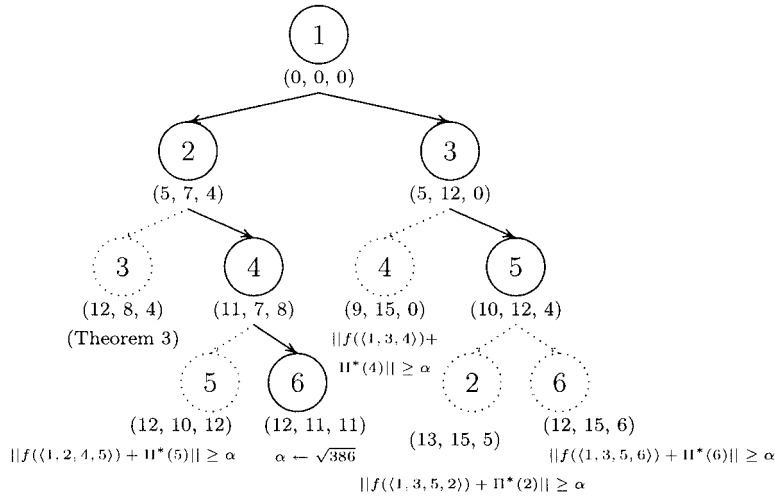 1
(0, 0, 0)
2 3
(5, 7, 4) (5, 12, 0)
3 4 4 5
(12, 8, 4) (11, 7, 8) (9, 15, 0) (10, 12, 4)
(Theorem 3) ||f(⟨1, 3, 4⟩)+
Π*(4)|| ≥ α
5 6 2 6
(12, 10, 12) (12, 11, 11) (13, 15, 5) (12, 15, 6)
||f(⟨1, 2, 4, 5⟩) + Π*(5)|| ≥ α α ← √386 ||f(⟨1, 3, 5, 6⟩) + Π*(6)|| ≥ α
||f(⟨1, 3, 5, 2⟩) + Π*(2)|| ≥ α